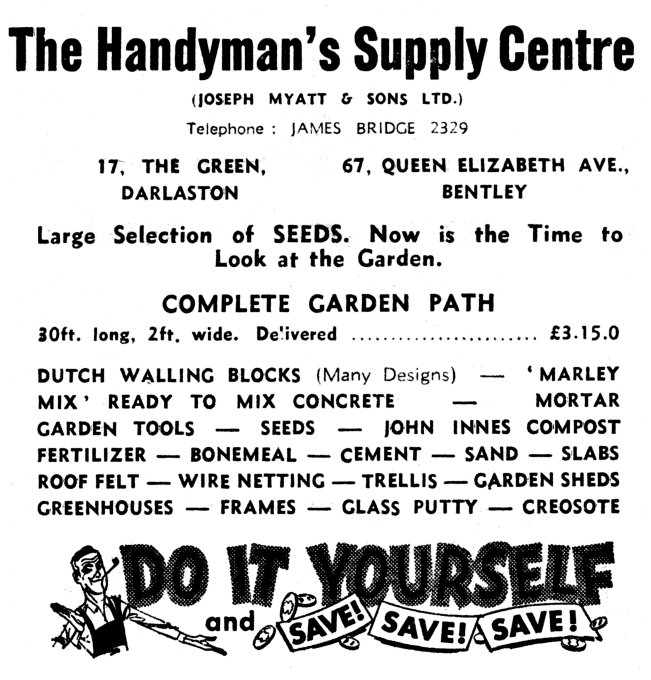 The Handyman's Supply Centre
(JOSEPH MYATT & SONS LTD.)
Telephone : JAMES BRIDGE 2329
17, THE GREEN, 67, QUEEN ELIZABETH AVE.,
DARLASTON BENTLEY
Large Selection of SEEDS. Now is the Time to
Look at the Garden.
COMPLETE GARDEN PATH
30ft. long, 2ft. wide. Delivered ........................ £3.15.0
DUTCH WALLING BLOCKS (Many Designs) — ‘ MARLEY
MIX ’ READY TO MIX CONCRETE — MORTAR
GARDEN TOOLS — SEEDS — JOHN INNES COMPOST
FERTILIZER — BONEMEAL — CEMENT — SAND — SLABS
ROOF FELT — WIRE NETTING — TRELLIS — GARDEN SHEDS
GREENHOUSES — FRAMES — GLASS PUTTY — CREOSOTE
DO IT YOURSELF
and SAVE! SAVE! SAVE!